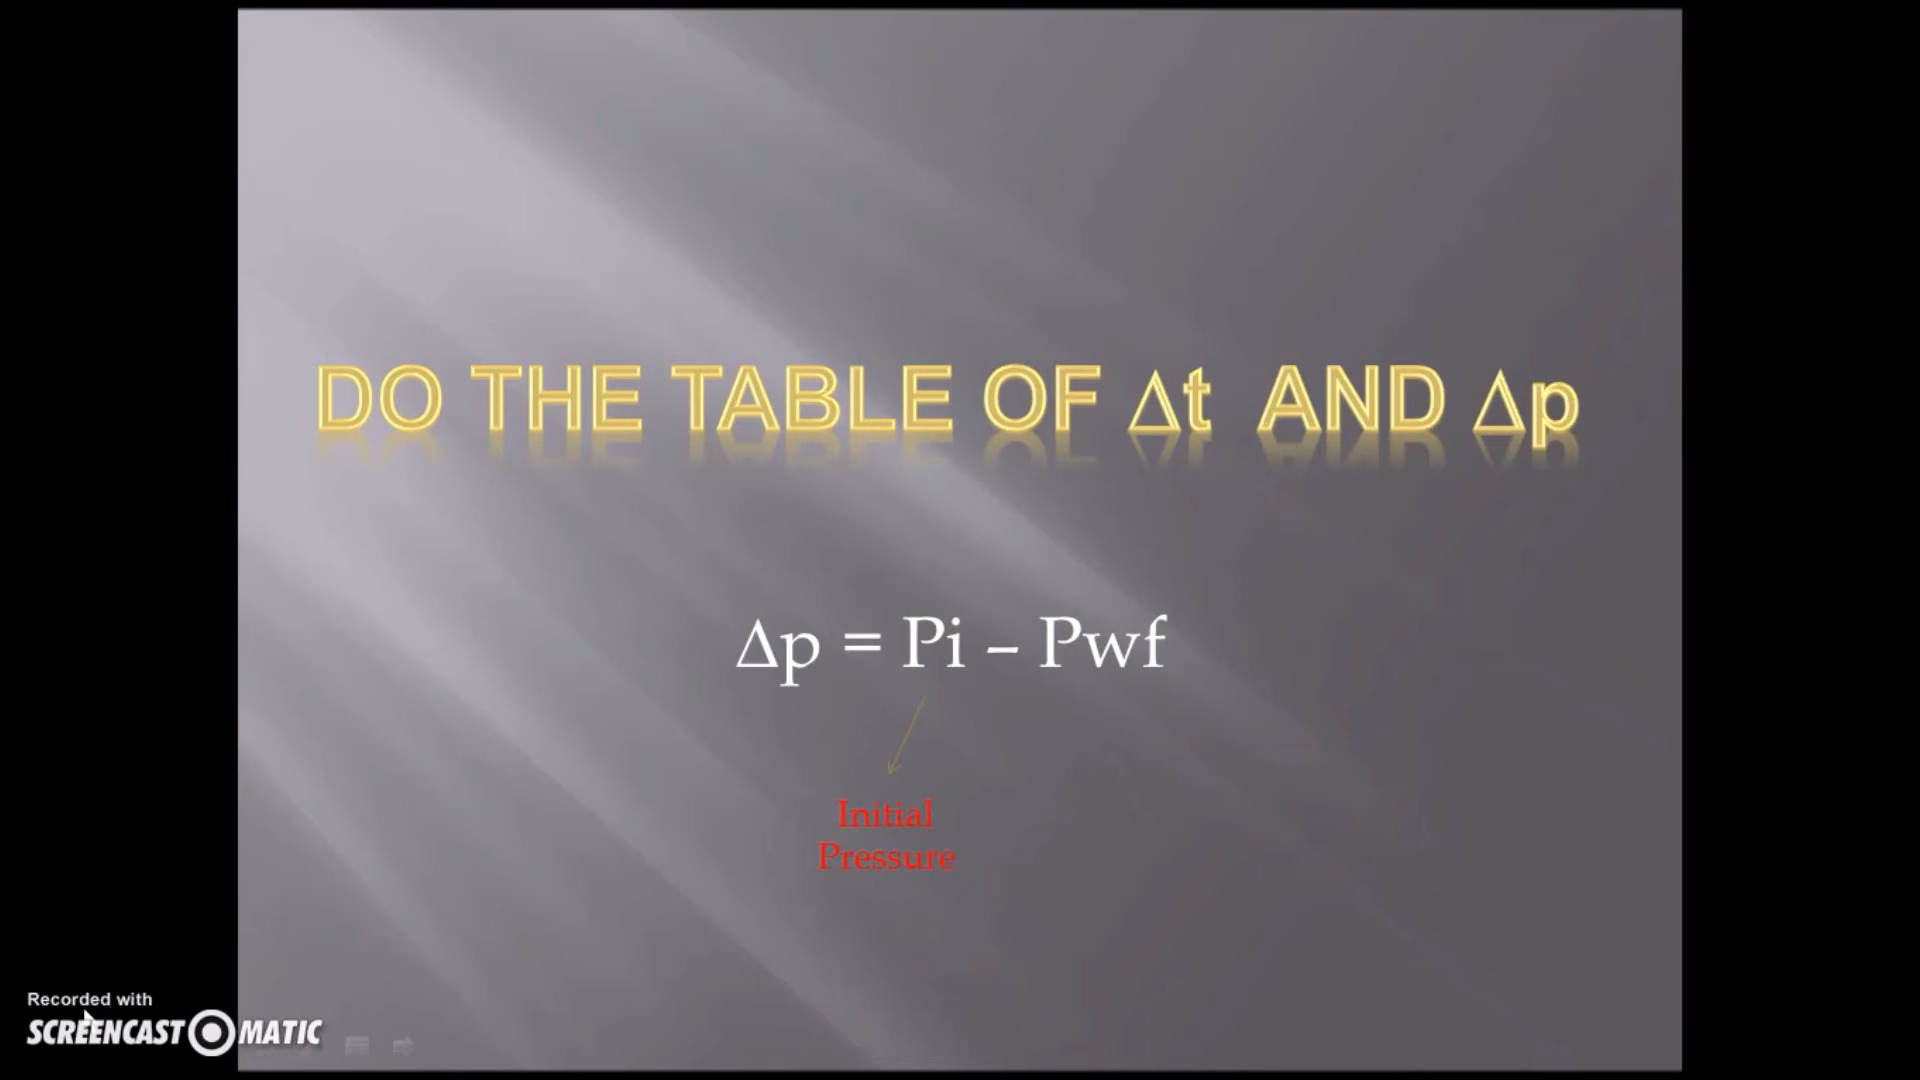 DO THE TABLE OF Δt AND Δp
Δp = Pi – Pwf
Initial
Pressure
Recorded with
SCREENCAST MATIC